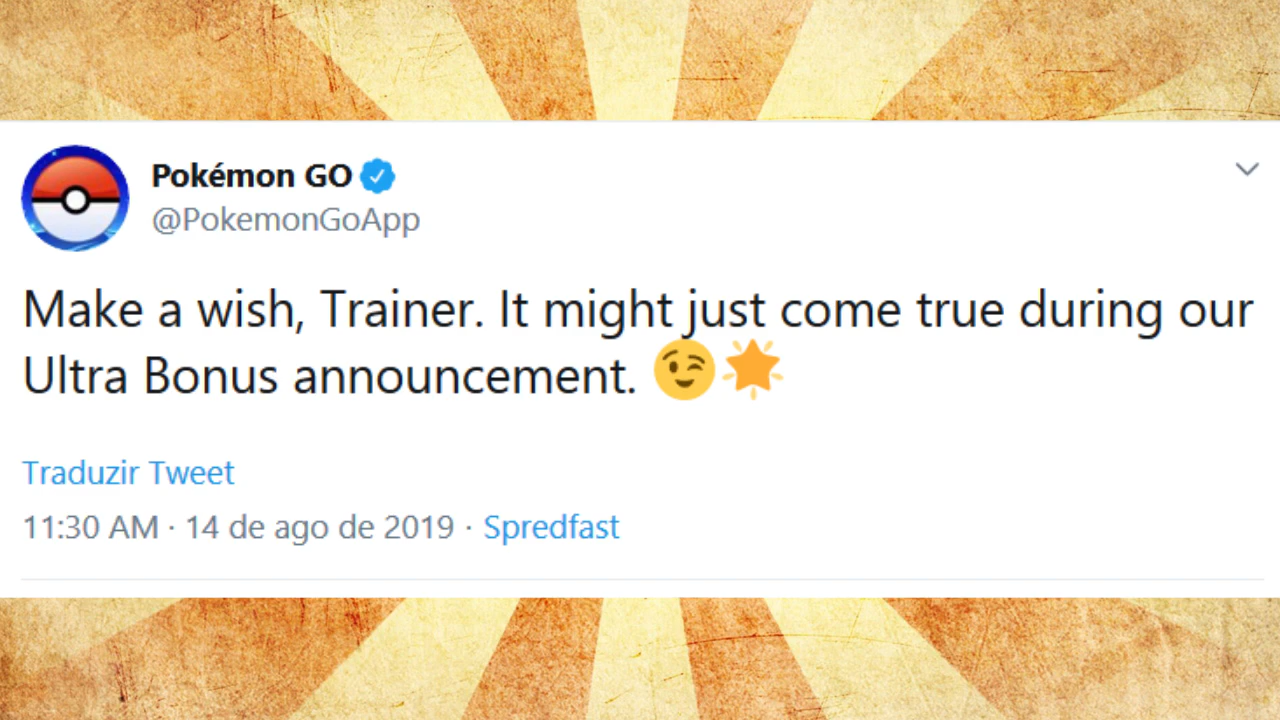 Pokémon GO
@PokemonGoApp
Make a wish, Trainer. It might just come true during our
Ultra Bonus announcement. 😉🌟
Traduzir Tweet
11:30 AM · 14 de ago de 2019 · Spredfast